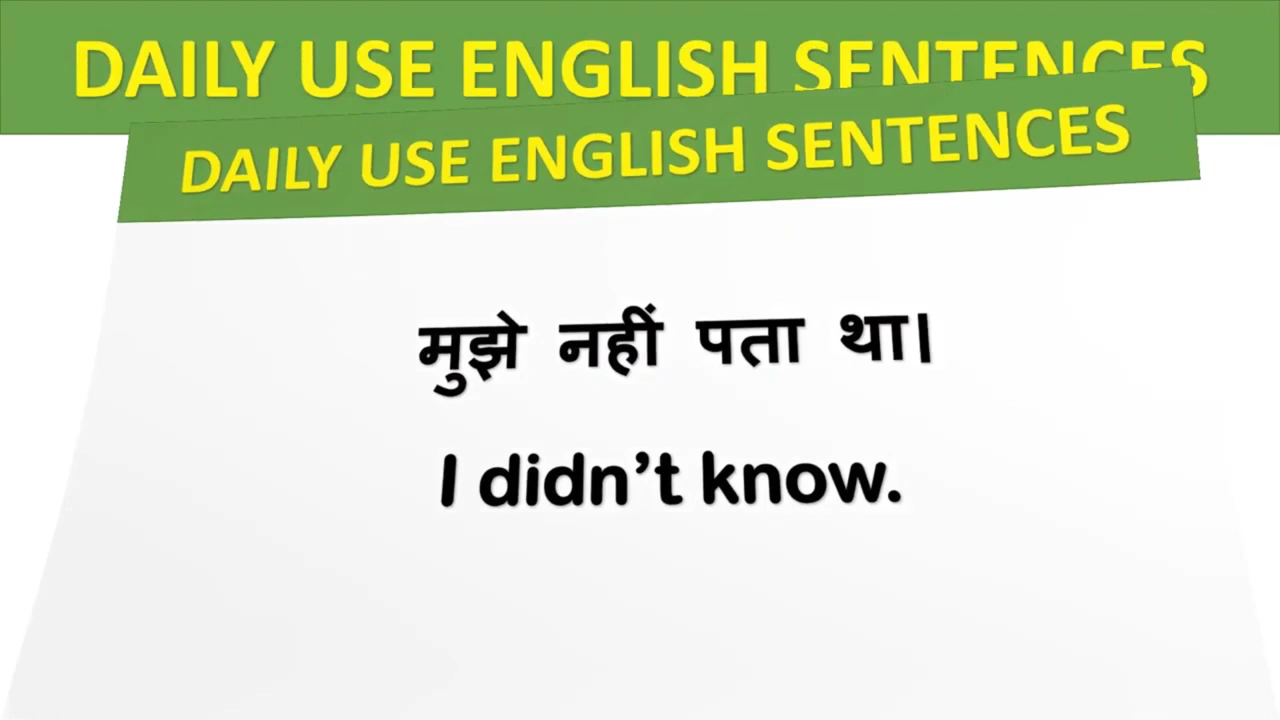 DAILY USE ENGLISH SENTENCES
DAILY USE ENGLISH SENTENCES
मुझे नहीं पता था।
I didn't know.